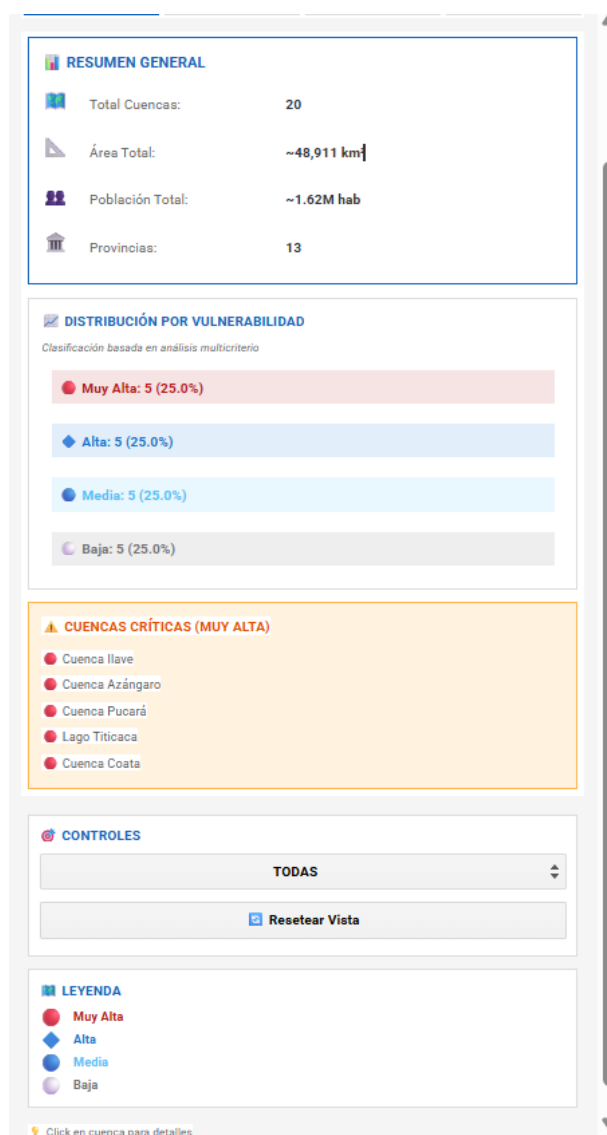 RESUMEN GENERAL
Total Cuencas: 20
Área Total: ~48,911 km²
Población Total: ~1.62M hab
Provincias: 13
DISTRIBUCIÓN POR VULNERABILIDAD
Clasificación basada en análisis multicriterio
Muy Alta: 5 (25.0%)
Alta: 5 (25.0%)
Media: 5 (25.0%)
Baja: 5 (25.0%)
CUENCAS CRÍTICAS (MUY ALTA)
Cuenca Ilave
Cuenca Azángaro
Cuenca Pucará
Lago Titicaca
Cuenca Coata
CONTROLES
TODAS
Resetear Vista
LEYENDA
Muy Alta
Alta
Media
Baja
Click en cuenca para detalles